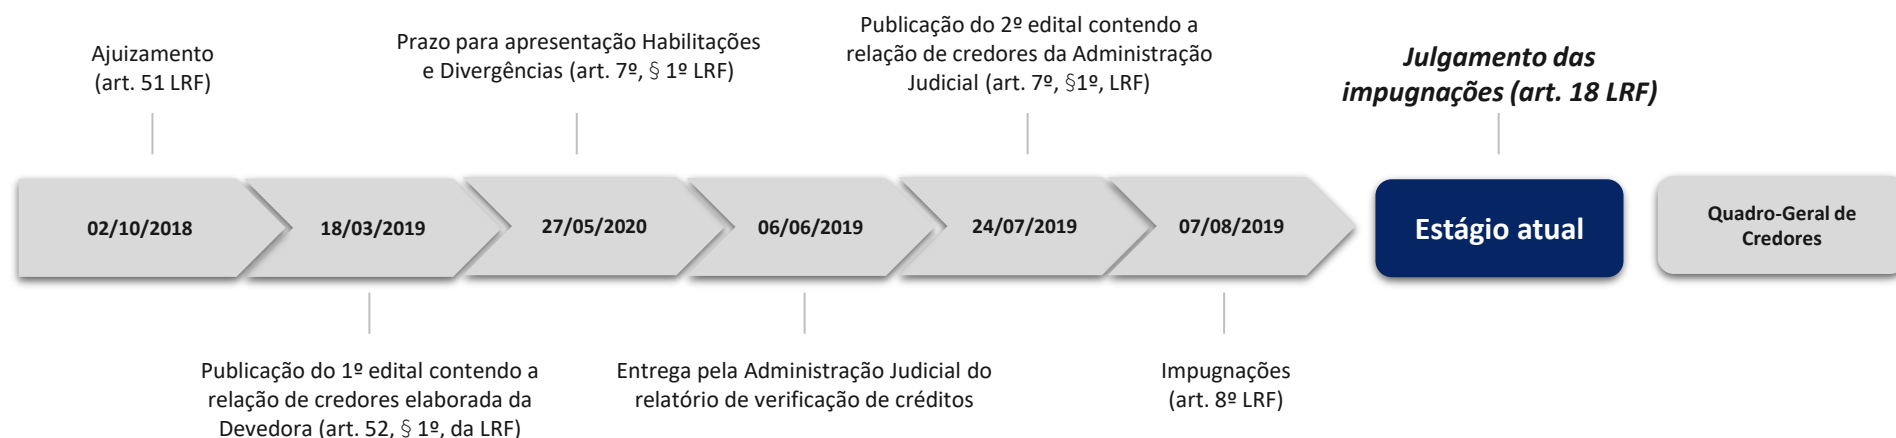 Ajuizamento
(art. 51 LRF)
Prazo para apresentação Habilitações
e Divergências (art. 7º, § 1º LRF)
Publicação do 2º edital contendo a
relação de credores da Administração
Judicial (art. 7º, §1º, LRF)
Julgamento das
impugnações (art. 18 LRF)
02/10/2018
18/03/2019
27/05/2020
06/06/2019
24/07/2019
07/08/2019
Estágio atual
Quadro-Geral de
Credores
Publicação do 1º edital contendo a
relação de credores elaborada da
Devedora (art. 52, § 1º, da LRF)
Entrega pela Administração Judicial do
relatório de verificação de créditos
Impugnações
(art. 8º LRF)